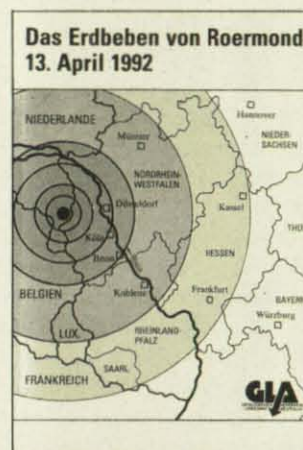 Das Erdbeben von Roermond
13. April 1992
Hannover
NIEDERLANDE
Münster
NIEDER-
SACHSEN
NORDRHEIN-
WESTFALEN
Düsseldorf
Kassel
Köln
Bonn
HESSEN
BELGIEN
Koblenz
Frankfurt
BAYERN
Würzburg
LUX.
RHEINLAND-
PFALZ
SAARL
FRANKREICH
GLA